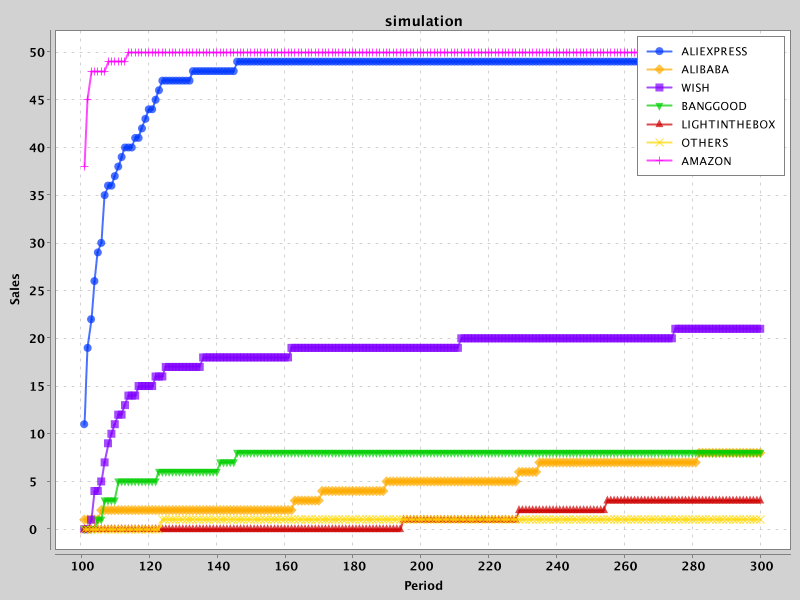 simulation
50
45
40
35
30
25
20
15
10
5
0
Sales
100
120
140
160
180
200
220
240
260
280
300
Period
ALIEXPRESS
ALIBABA
WISH
BANGGOOD
LIGHTINTHEBOX
OTHERS
AMAZON